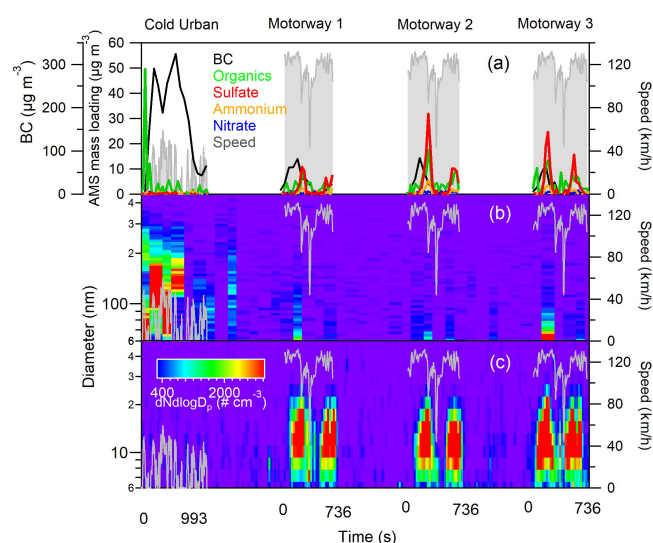 Cold Urban Motorway 1 Motorway 2 Motorway 3
BC (µg m⁻³)
300
200
100
0
AMS mass loading (µg m⁻³)
60
50
40
30
20
10
0
BC
Organics
Sulfate
Ammonium
Nitrate
Speed
(a)
120
80
40
0
Speed (km/h)
Diameter (nm)
4
3
2
100
6
(b)
120
80
40
0
Speed (km/h)
4
3
2
10
6
400 2000
dNdlogDp (# cm⁻³)
(c)
120
80
40
0
Speed (km/h)
0 993 0 736 0 736 0 736
Time (s)